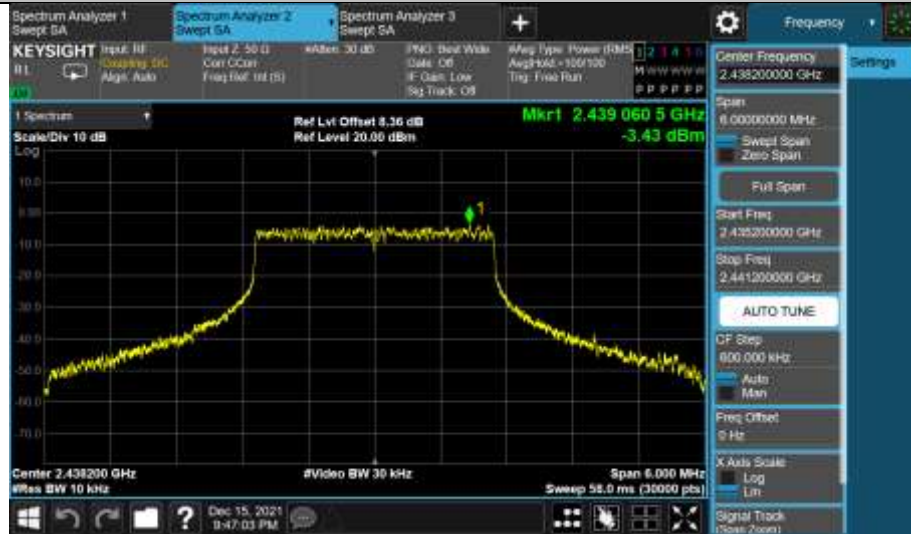 Spectrum Analyzer 1
Swept SA
Spectrum Analyzer 2
Swept SA
Spectrum Analyzer 3
Swept SA
+
Frequency
KEYSIGHT
Input: RF
Coupling: DC
Align: Auto
Input Z: 50 Ω
Corr CCorr
Freq Ref: Int (S)
#Atten: 30 dB
PNO: Best Wide
Gate: Off
IF Gain: Low
Sig Track: Off
#Avg Type: Power (RMS)
Avg|Hold: >100/100
Trig: Free Run
1 2 3 4 5 6
M W W W W W
P P P P P P
RL
1 Spectrum
Scale/Div 10 dB
Log
Ref Lvl Offset 8.36 dB
Ref Level 20.00 dBm
Mkr1 2.439 060 5 GHz
-3.43 dBm
10.0
0.00
-10.0
-20.0
-30.0
-40.0
-50.0
-60.0
-70.0
1
Center 2.438200 GHz
#Res BW 10 kHz
#Video BW 30 kHz
Span 6.000 MHz
Sweep 58.0 ms (30000 pts)
Dec 15, 2021
9:47:03 PM
?
Center Frequency
2.438200000 GHz
Settings
Span
6.00000000 MHz
Swept Span
Zero Span
Full Span
Start Freq
2.435200000 GHz
Stop Freq
2.441200000 GHz
AUTO TUNE
CF Step
600.000 kHz
Auto
Man
Freq Offset
0 Hz
X Axis Scale
Log
Lin
Signal Track
(Span Zoom)